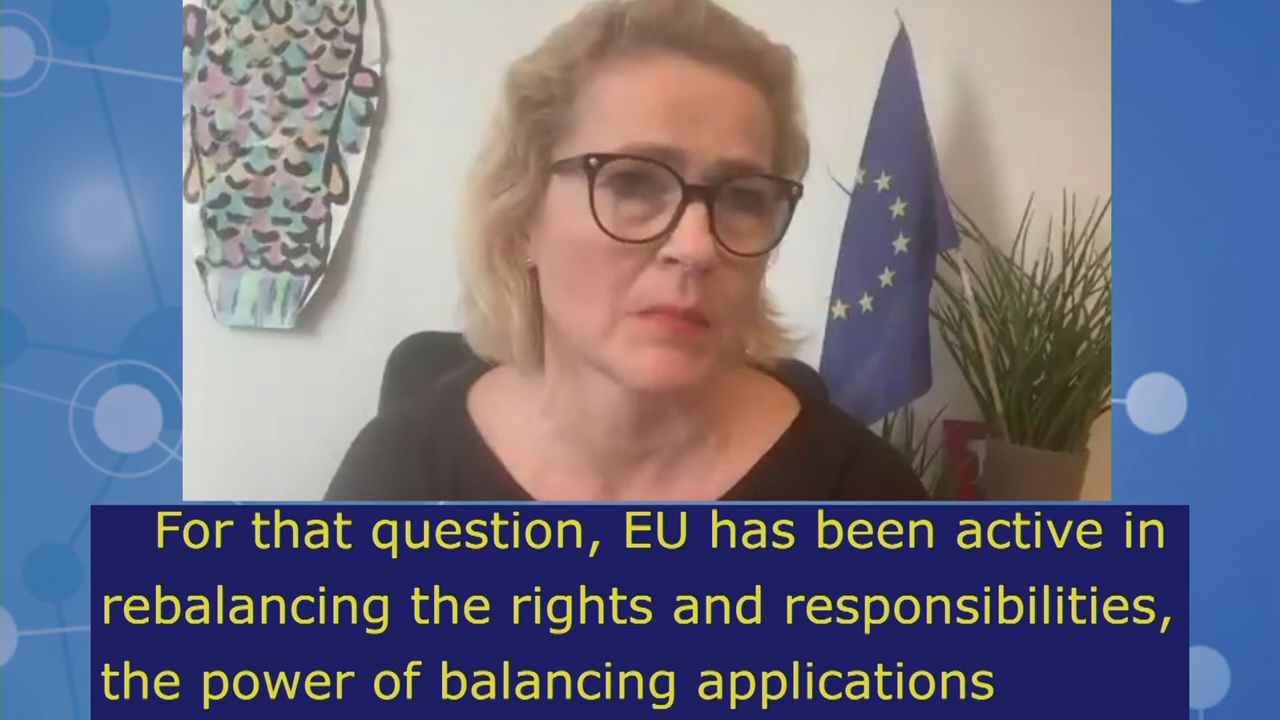 For that question, EU has been active in
rebalancing the rights and responsibilities,
the power of balancing applications